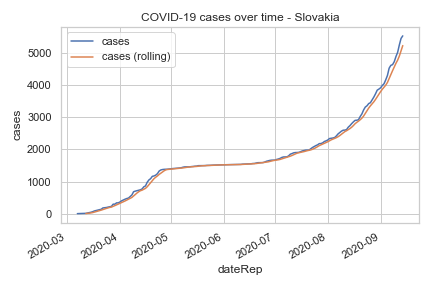 COVID-19 cases over time - Slovakia
cases
cases (rolling)
5000
4000
3000
2000
1000
0
cases
2020-03
2020-04
2020-05
2020-06
2020-07
2020-08
2020-09
dateRep